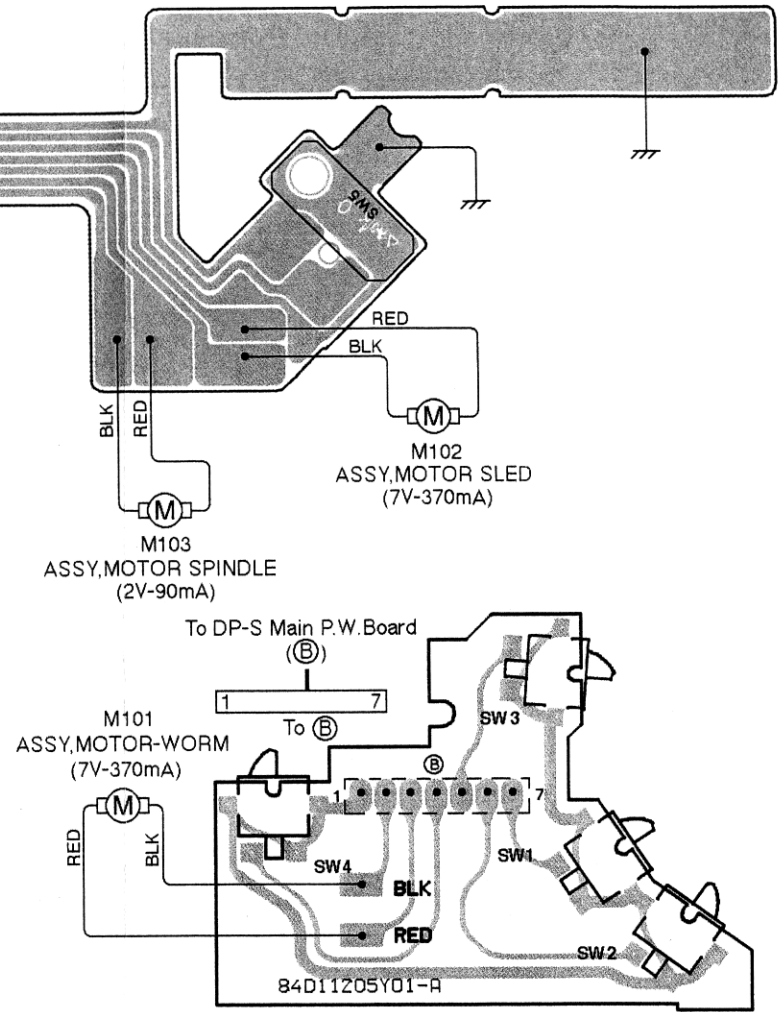 SW5
RED
BLK
BLK
RED
M
M102
ASSY,MOTOR SLED
(7V-370mA)
M
M103
ASSY,MOTOR SPINDLE
(2V-90mA)
To DP-S Main P.W.Board
(B)
1 7
To B
M101
ASSY,MOTOR-WORM
(7V-370mA)
M
RED
BLK
SW3
B
1 7
SW4
SW1
BLK
RED
SW2
84D11205Y01-A